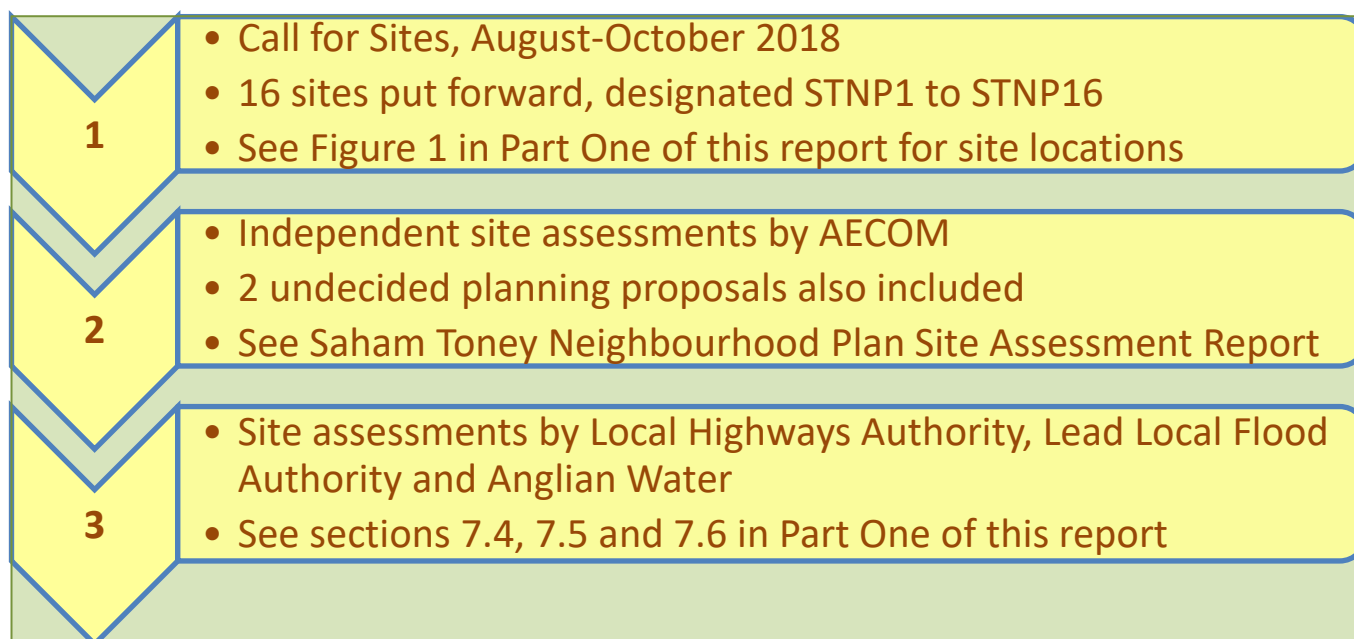 • Call for Sites, August-October 2018
• 16 sites put forward, designated STNP1 to STNP16
1
• See Figure 1 in Part One of this report for site locations
• Independent site assessments by AECOM
• 2 undecided planning proposals also included
2
• See Saham Toney Neighbourhood Plan Site Assessment Report
• Site assessments by Local Highways Authority, Lead Local Flood
Authority and Anglian Water
3
• See sections 7.4, 7.5 and 7.6 in Part One of this report